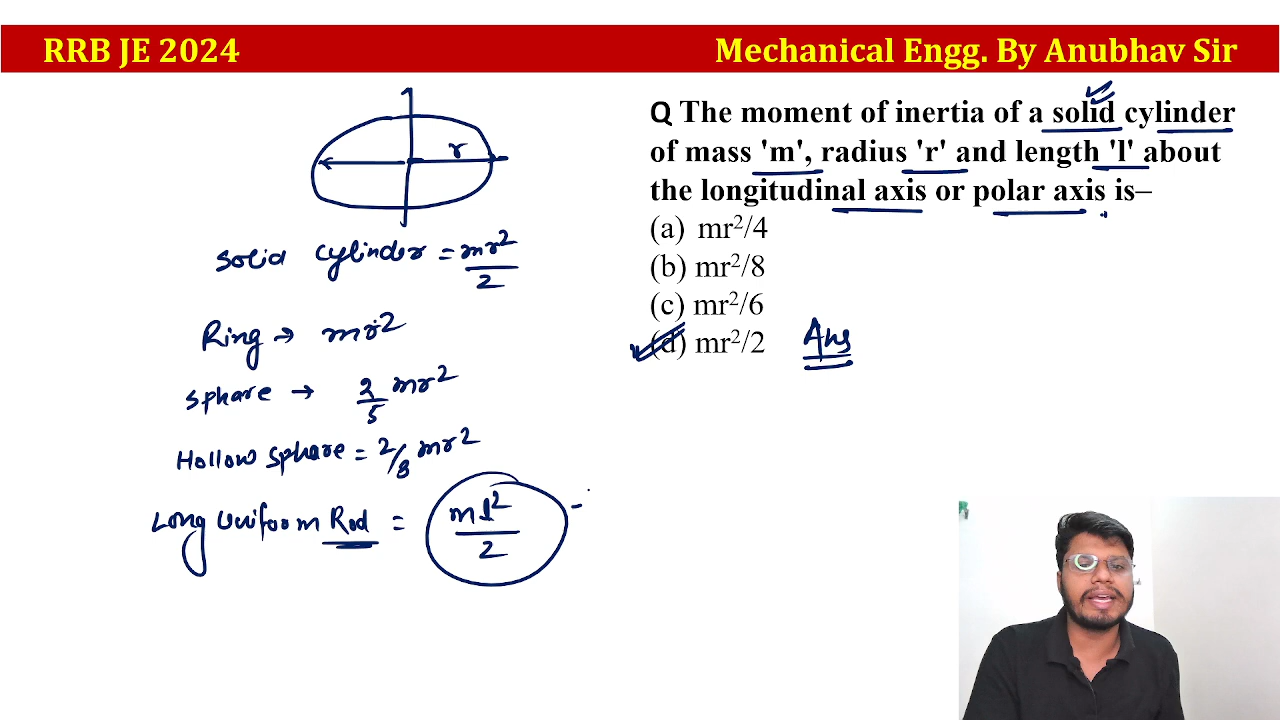 RRB JE 2024
Mechanical Engg. By Anubhav Sir
r
Solid Cylinder = mr²/2
Ring → mr²
Sphare → 2/5 mr²
Hollow Sphare = 2/3 mr²
Long Uniform Rod = ml²/2 -
Q The moment of inertia of a solid cylinder
of mass 'm', radius 'r' and length 'l' about
the longitudinal axis or polar axis is–
(a) mr²/4
(b) mr²/8
(c) mr²/6
(d) mr²/2 Ans